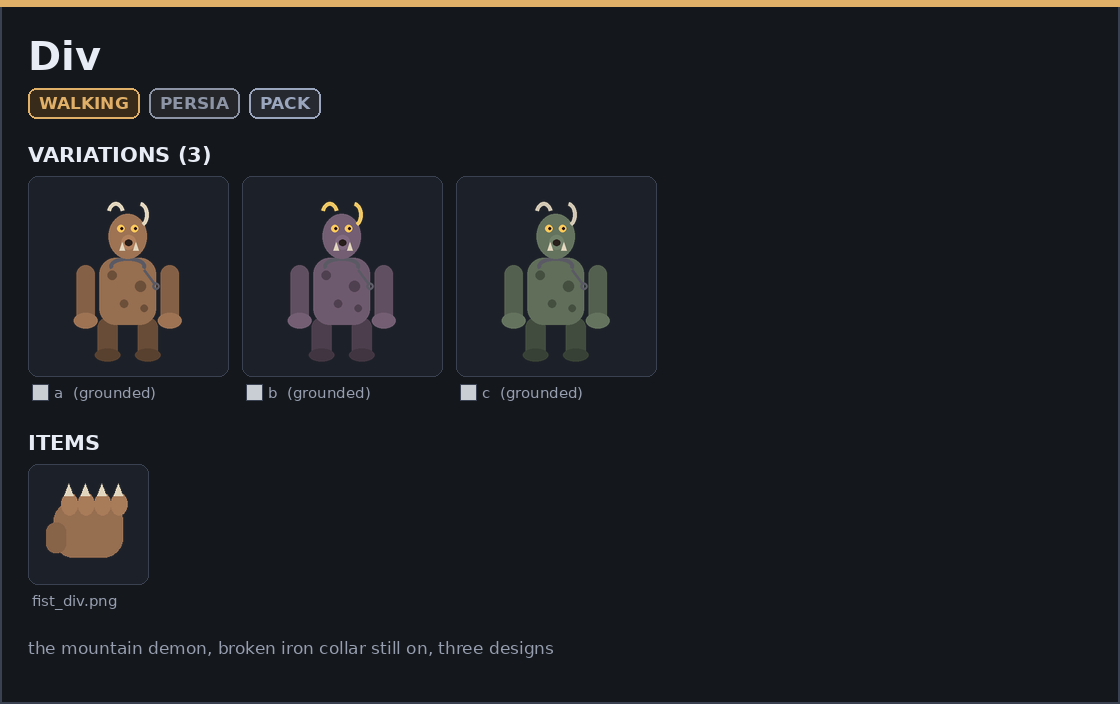 Div
WALKING PERSIA PACK
VARIATIONS (3)
a (grounded) b (grounded) c (grounded)
ITEMS
fist_div.png
the mountain demon, broken iron collar still on, three designs